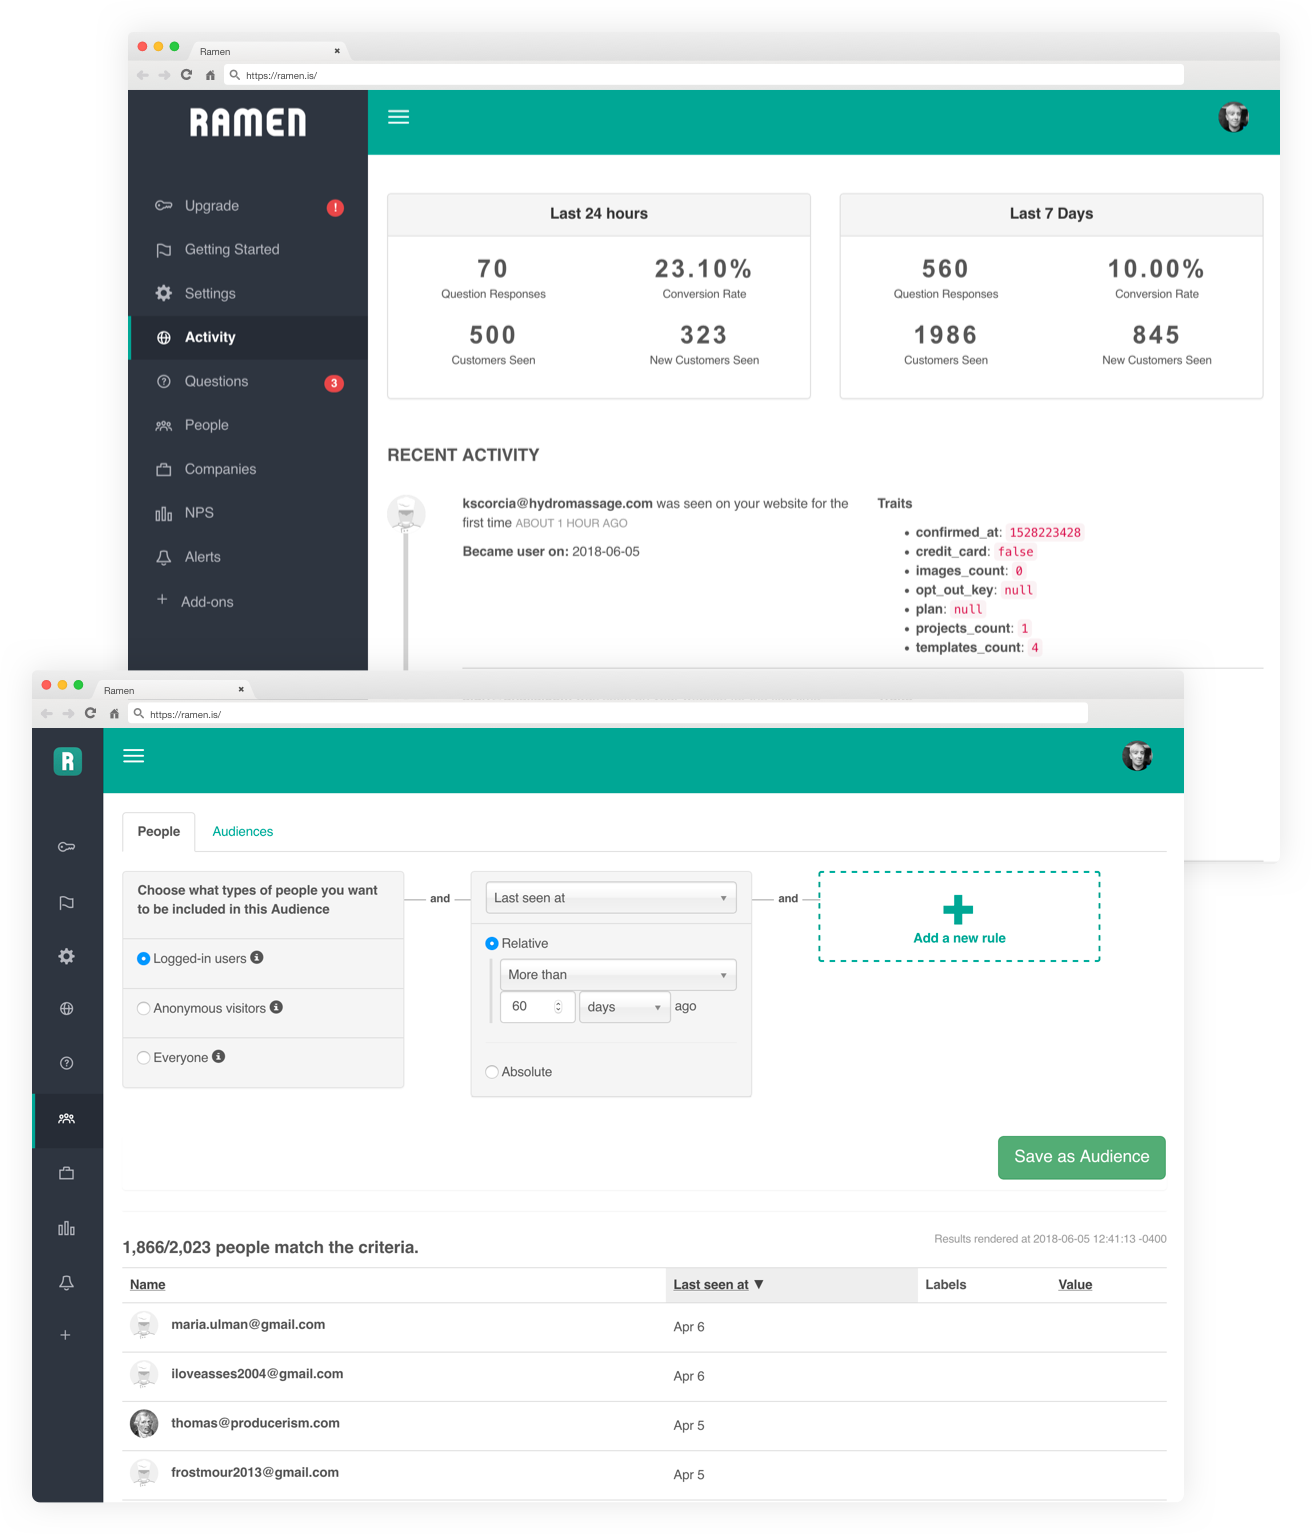 Ramen
https://ramen.is/
RAMEN
Upgrade !
Getting Started
Settings
Activity
Questions 3
People
Companies
NPS
Alerts
+ Add-ons
Last 24 hours
70
Question Responses
23.10%
Conversion Rate
500
Customers Seen
323
New Customers Seen
Last 7 Days
560
Question Responses
10.00%
Conversion Rate
1986
Customers Seen
845
New Customers Seen
RECENT ACTIVITY
kscorcia@hydromassage.com was seen on your website for the
first time ABOUT 1 HOUR AGO
Became user on: 2018-06-05
Traits
• confirmed_at: 1528223428
• credit_card: false
• images_count: 0
• opt_out_key: null
• plan: null
• projects_count: 1
• templates_count: 4
Ramen
https://ramen.is/
R
People
Audiences
Choose what types of people you want
to be included in this Audience
Logged-in users
Anonymous visitors
Everyone
and
Last seen at
Relative
More than
60 days ago
Absolute
and
Add a new rule
Save as Audience
1,866/2,023 people match the criteria.
Results rendered at 2018-06-05 12:41:13 -0400
Name Last seen at ▼ Labels Value
maria.ulman@gmail.com Apr 6
iloveasses2004@gmail.com Apr 6
thomas@producerism.com Apr 5
frostmour2013@gmail.com Apr 5